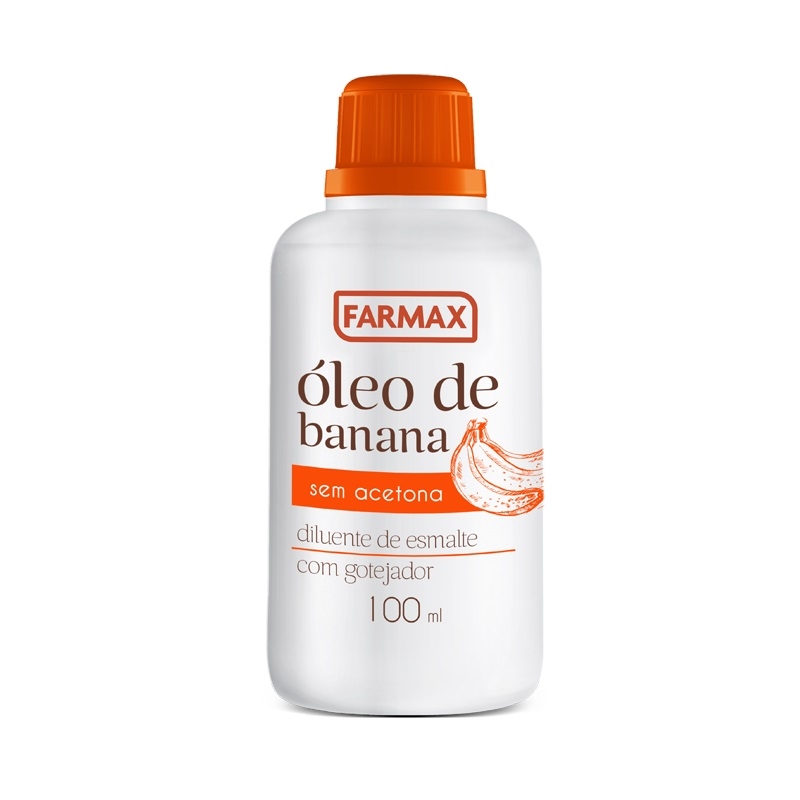 FARMAX
óleo de
banana
sem acetona
diluente de esmalte
com gotejador
100 ml